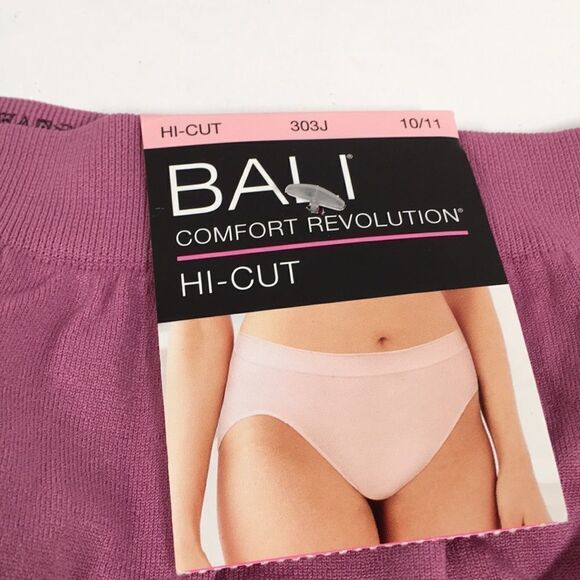 HI-CUT 303J 10/11
BALI®
COMFORT REVOLUTION®
HI-CUT